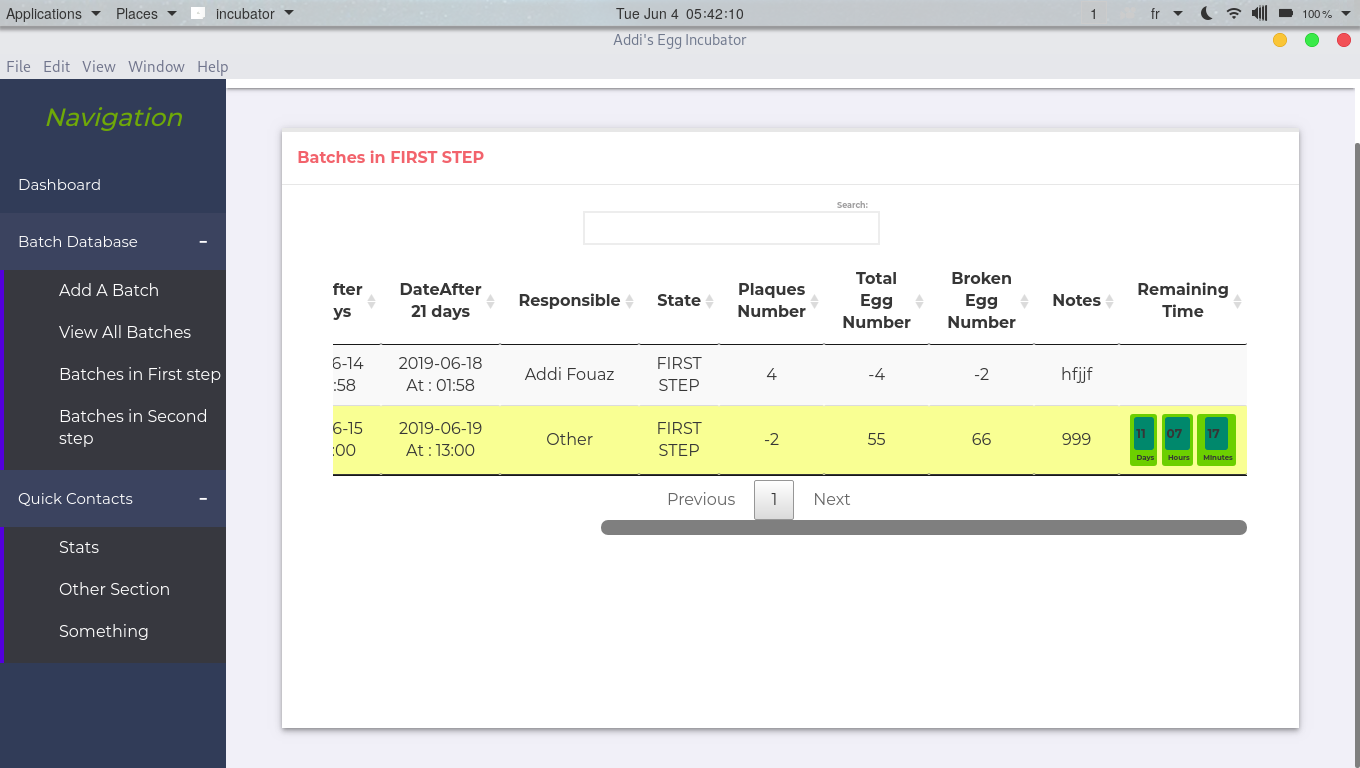 Applications Places incubator Tue Jun 4 05:42:10 1 fr 100 %
Addi's Egg Incubator
File Edit View Window Help
Navigation
Dashboard
Batch Database -
Add A Batch
View All Batches
Batches in First step
Batches in Second
step
Quick Contacts -
Stats
Other Section
Something
Batches in FIRST STEP
Search:
fter
ys
DateAfter
21 days
Responsible
State
Plaques
Number
Total
Egg
Number
Broken
Egg
Number
Notes
Remaining
Time
6-14
:58
2019-06-18
At : 01:58
Addi Fouaz
FIRST
STEP
4
-4
-2
hfjjf
6-15
:00
2019-06-19
At : 13:00
Other
FIRST
STEP
-2
55
66
999
11 07 17
Days Hours Minutes
Previous 1 Next